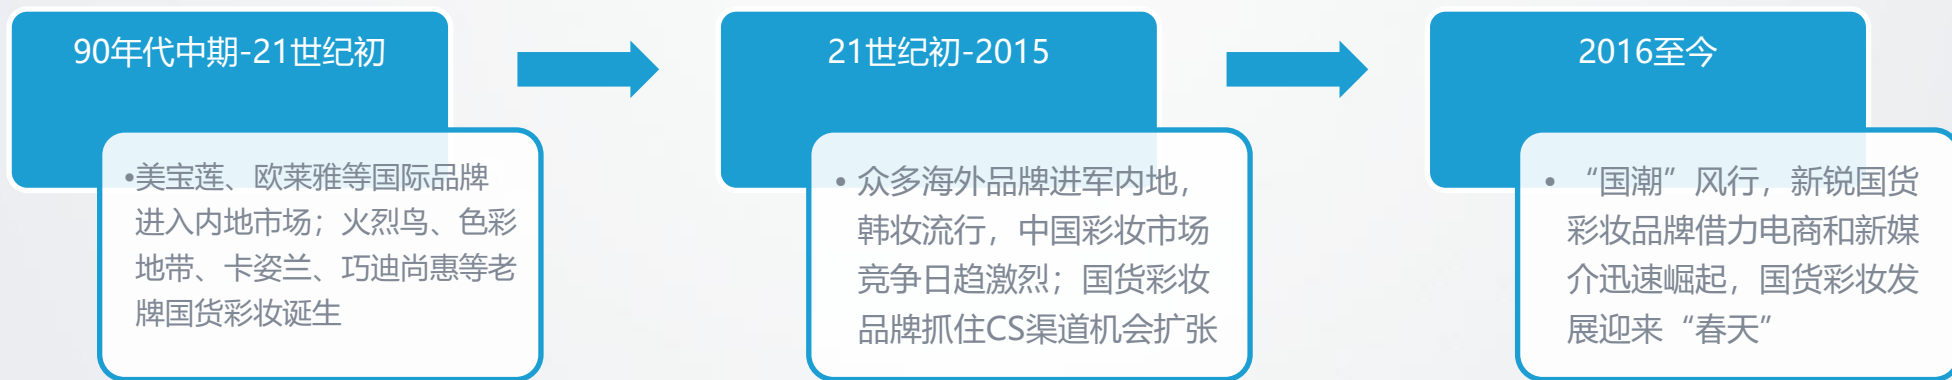 90年代中期-21世纪初
•美宝莲、欧莱雅等国际品牌
进入内地市场；火烈鸟、色彩
地带、卡姿兰、巧迪尚惠等老
牌国货彩妆诞生
21世纪初-2015
• 众多海外品牌进军内地，
韩妆流行，中国彩妆市场
竞争日趋激烈；国货彩妆
品牌抓住CS渠道机会扩张
2016至今
• “国潮”风行，新锐国货
彩妆品牌借力电商和新媒
介迅速崛起，国货彩妆发
展迎来“春天”